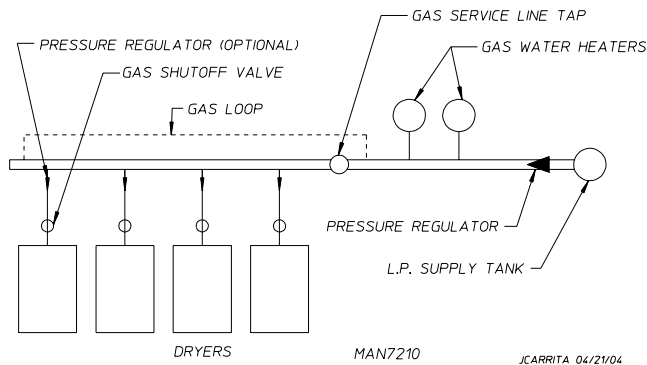 GAS SERVICE LINE TAP
PRESSURE REGULATOR (OPTIONAL)
GAS WATER HEATERS
GAS SHUTOFF VALVE
GAS LOOP
PRESSURE REGULATOR
L.P. SUPPLY TANK
DRYERS
MAN7210
JCARRITA 04/21/04